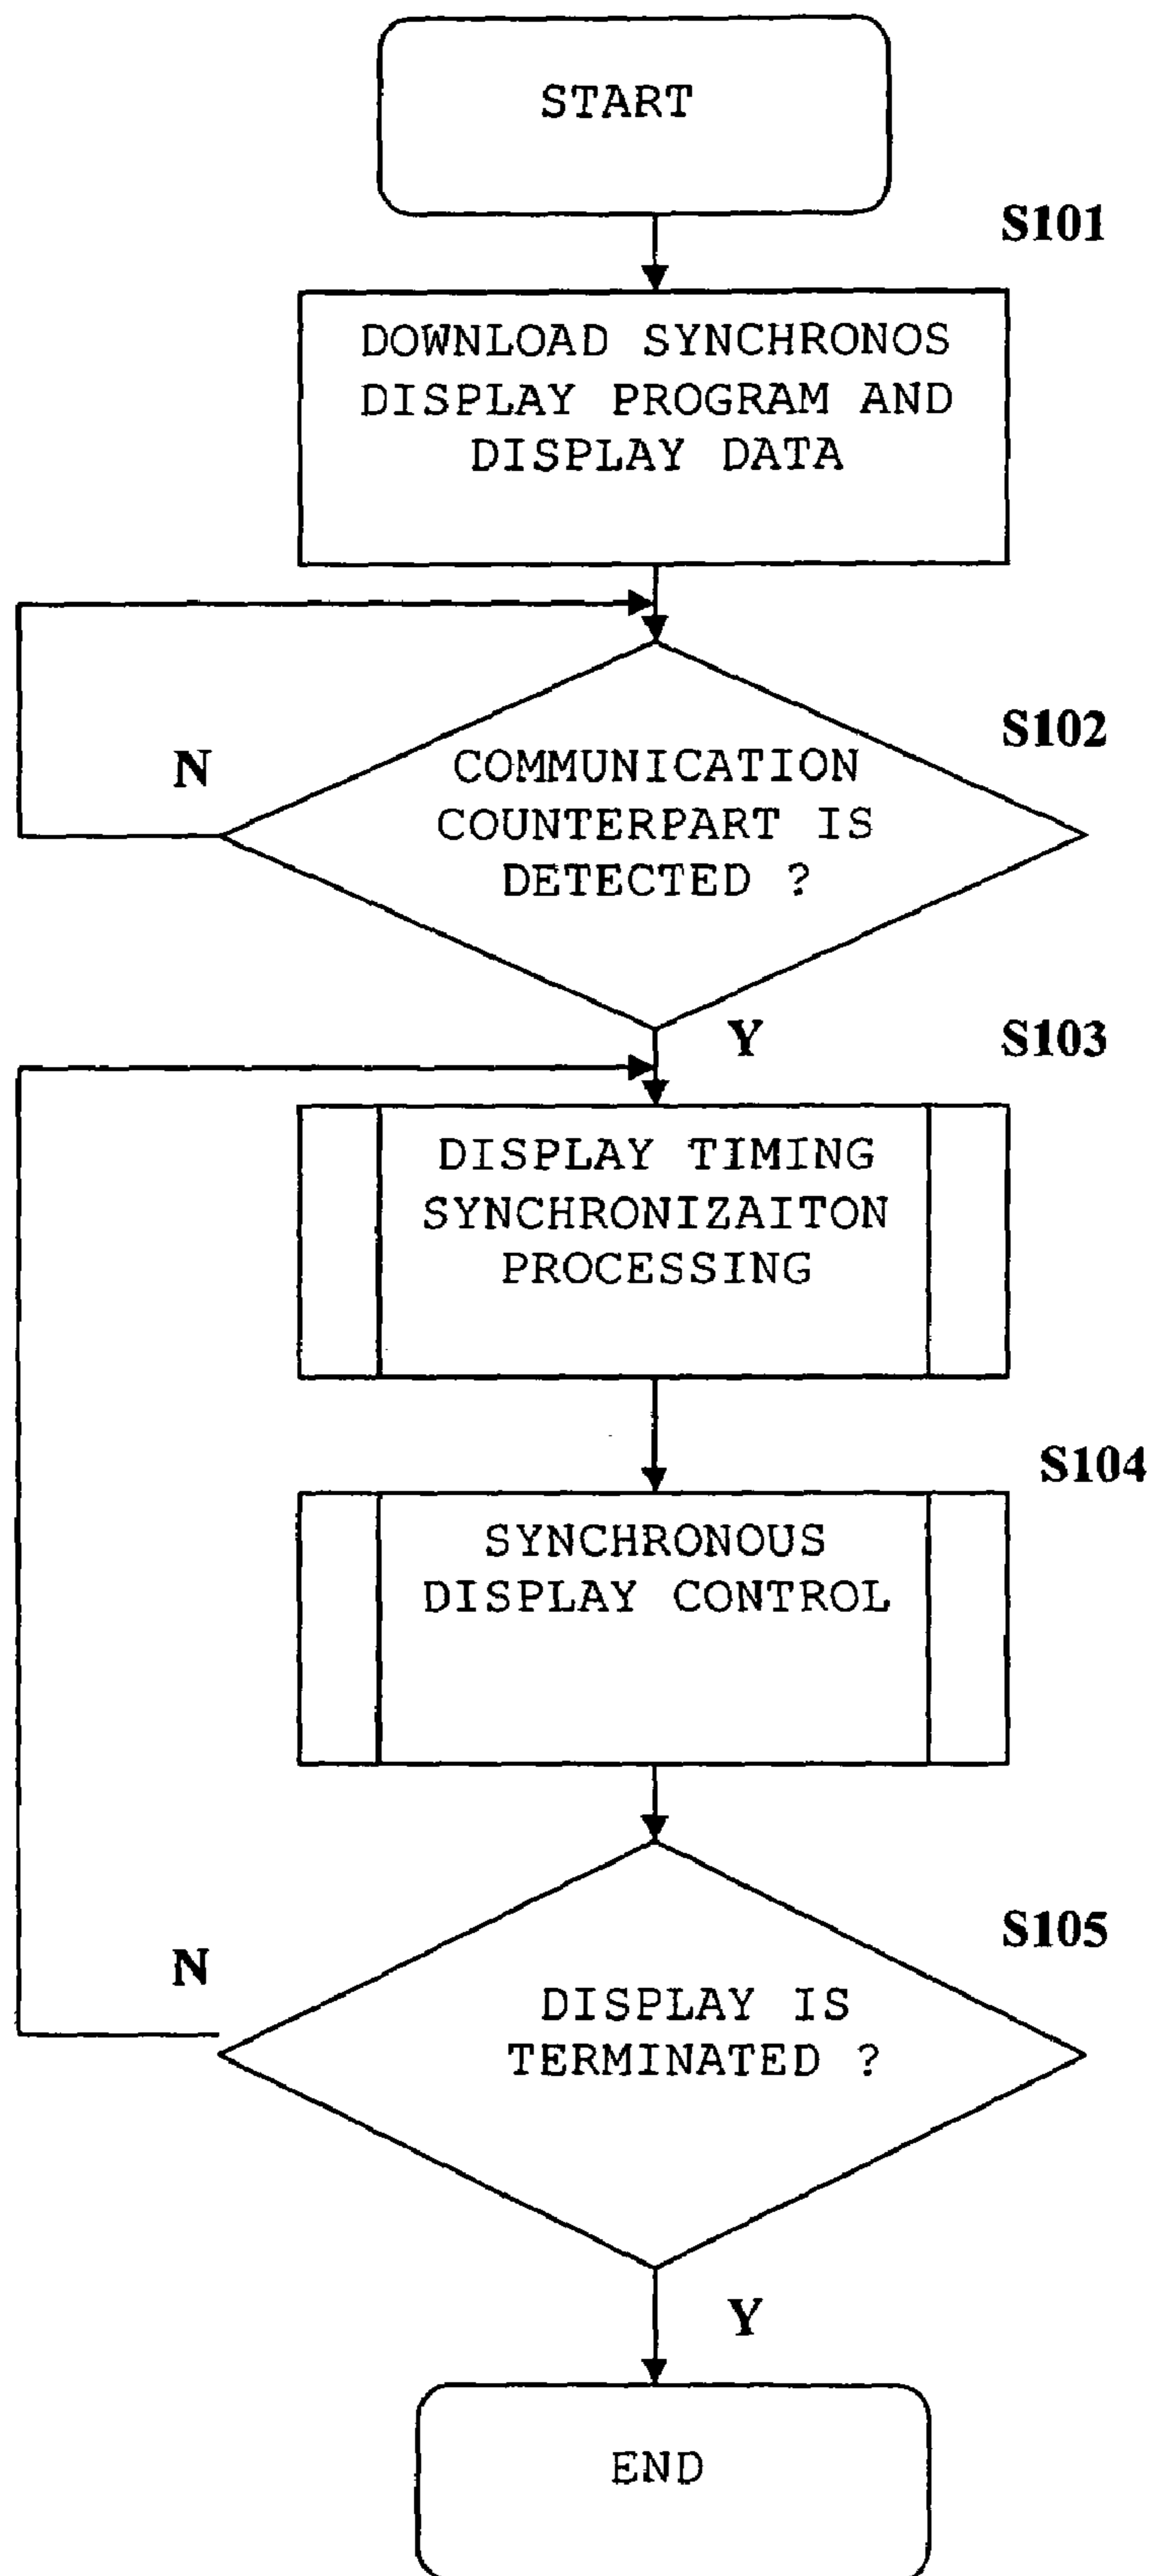 START
S101
DOWNLOAD SYNCHRONOS
DISPLAY PROGRAM AND
DISPLAY DATA
S102
N
COMMUNICATION
COUNTERPART IS
DETECTED ?
Y
S103
DISPLAY TIMING
SYNCHRONIZAITON
PROCESSING
S104
SYNCHRONOUS
DISPLAY CONTROL
S105
N
DISPLAY IS
TERMINATED ?
Y
END